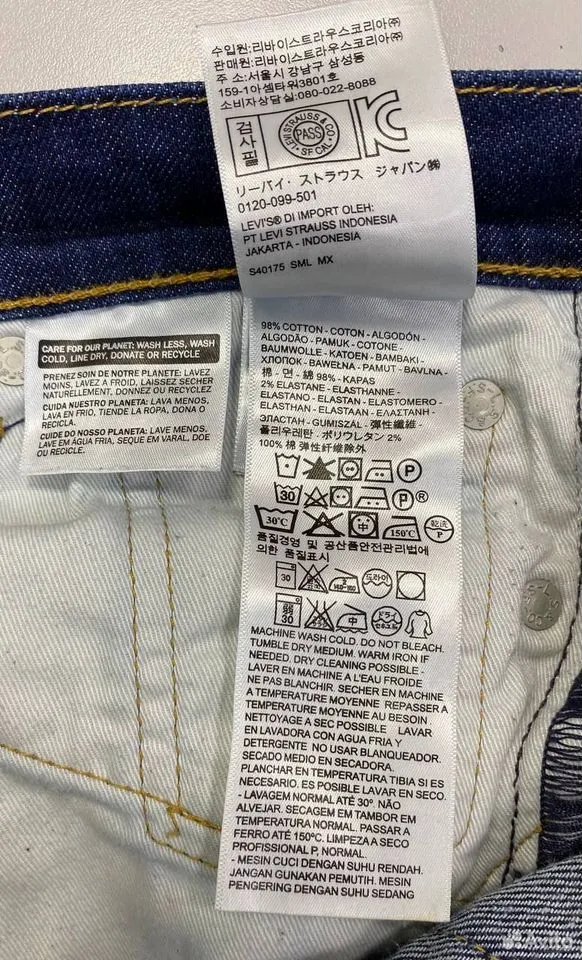 수입원:리바이스트라우스코리아㈜
판매원:리바이스트라우스코리아㈜
주 소:서울시 강남구 삼성동
159-1아셈타워3801호
소비자상담실:080-022-8088
검사필
LEVI STRAUSS & CO
PASS
SF CAL.
リーバイ・ストラウス ジャパン㈱
0120-099-501
LEVI'S® DI IMPORT OLEH:
PT LEVI STRAUSS INDONESIA
JAKARTA - INDONESIA
S40175 SML MX
CARE FOR OUR PLANET: WASH LESS, WASH
COLD, LINE DRY, DONATE OR RECYCLE
PRENEZ SOIN DE NOTRE PLANETE: LAVEZ
MOINS, LAVEZ A FROID, LAISSEZ SECHER
NATURELLEMENT, DONNEZ OU RECYCLEZ
CUIDA NUESTRO PLANETA: LAVA MENOS,
LAVA EN FRIO, TIENDE LA ROPA, DONA O
RECICLA.
CUIDE DO NOSSO PLANETA: LAVE MENOS,
LAVE EM ÁGUA FRIA, SEQUE EM VARAL, DOE
OU RECICLE.
98% COTTON - COTON - ALGODÓN -
ALGODÃO - PAMUK - COTONE -
BAUMWOLLE - KATOEN - BAMBAKI -
ХЛОПОК - BAWEŁNA - PAMUT - BAVLNA -
棉 - 면 - 綿 98% - KAPAS
2% ELASTANE - ELASTHANNE -
ELASTANO - ELASTAN - ELASTOMERO -
ELASTHAN - ELASTAAN - ΕΛΑΣΤΑΝΗ -
ЭЛАСТАН - GUMISZAL - 弾性纖維 -
폴리우레탄 - ポリウレタン 2%
100% 棉 弹性纤维除外
P
30 P ®
30°C 中 150°C 乾洗 P
품질경영 및 공산품안전관리법에
의한 품질표시
30 드라이
弱 30 中 ドライ
MACHINE WASH COLD. DO NOT BLEACH.
TUMBLE DRY MEDIUM. WARM IRON IF
NEEDED. DRY CLEANING POSSIBLE -
LAVER EN MACHINE A L'EAU FROIDE
NE PAS BLANCHIR. SECHER EN MACHINE
A TEMPERATURE MOYENNE REPASSER A
TEMPERATURE MOYENNE AU BESOIN .
NETTOYAGE A SEC POSSIBLE LAVAR
EN LAVADORA CON AGUA FRIA Y
DETERGENTE NO USAR BLANQUEADOR.
SECADO MEDIO EN SECADORA.
PLANCHAR EN TEMPERATURA TIBIA SI ES
NECESARIO. ES POSIBLE LAVAR EN SECO.
- LAVAGEM NORMAL ATÉ 30º. NÃO
ALVEJAR. SECAGEM EM TAMBOR EM
TEMPERATURA NORMAL. PASSAR A
FERRO ATÉ 150ºC. LIMPEZA A SECO
PROFISSIONAL P, NORMAL.
- MESIN CUCI DENGAN SUHU RENDAH.
JANGAN GUNAKAN PEMUTIH. MESIN
PENGERING DENGAN SUHU SEDANG
Avito